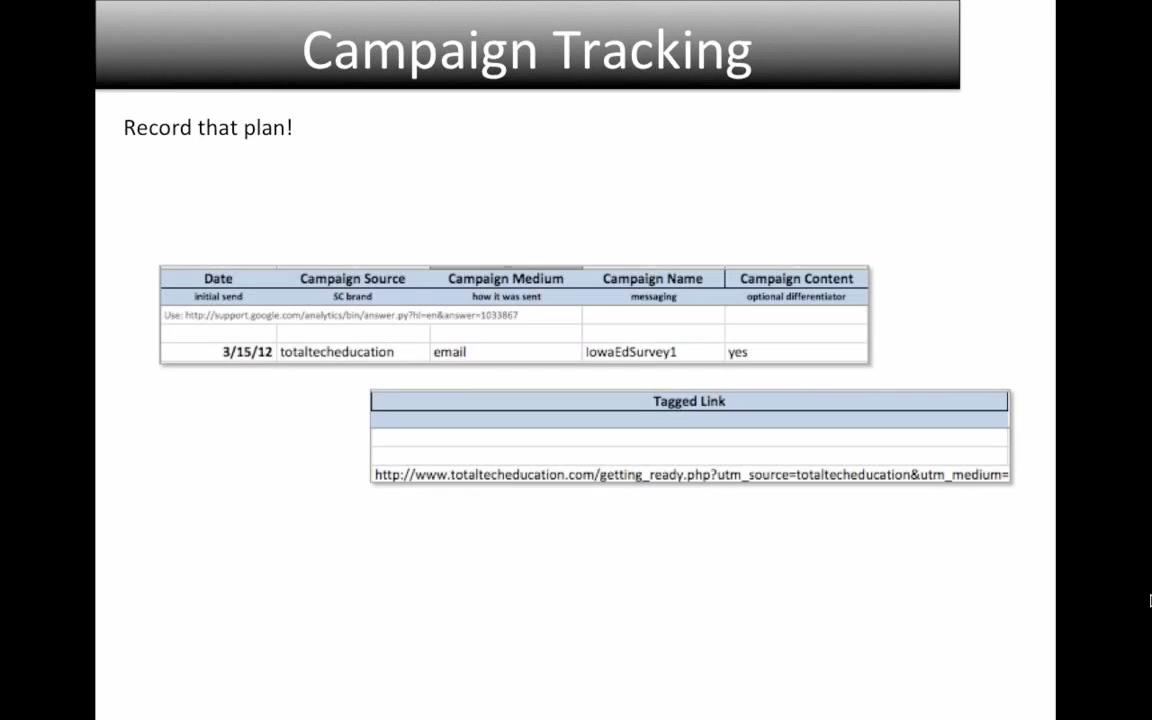 Campaign Tracking
Record that plan!
Date Campaign Source Campaign Medium Campaign Name Campaign Content
initial send SC brand how it was sent messaging optional differentiator
Use: http://support.google.com/analytics/bin/answer.py?hl=en&answer=1033867
3/15/12 totaltecheducation email IowaEdSurvey1 yes
Tagged Link
http://www.totaltecheducation.com/getting_ready.php?utm_source=totaltecheducation&utm_medium=